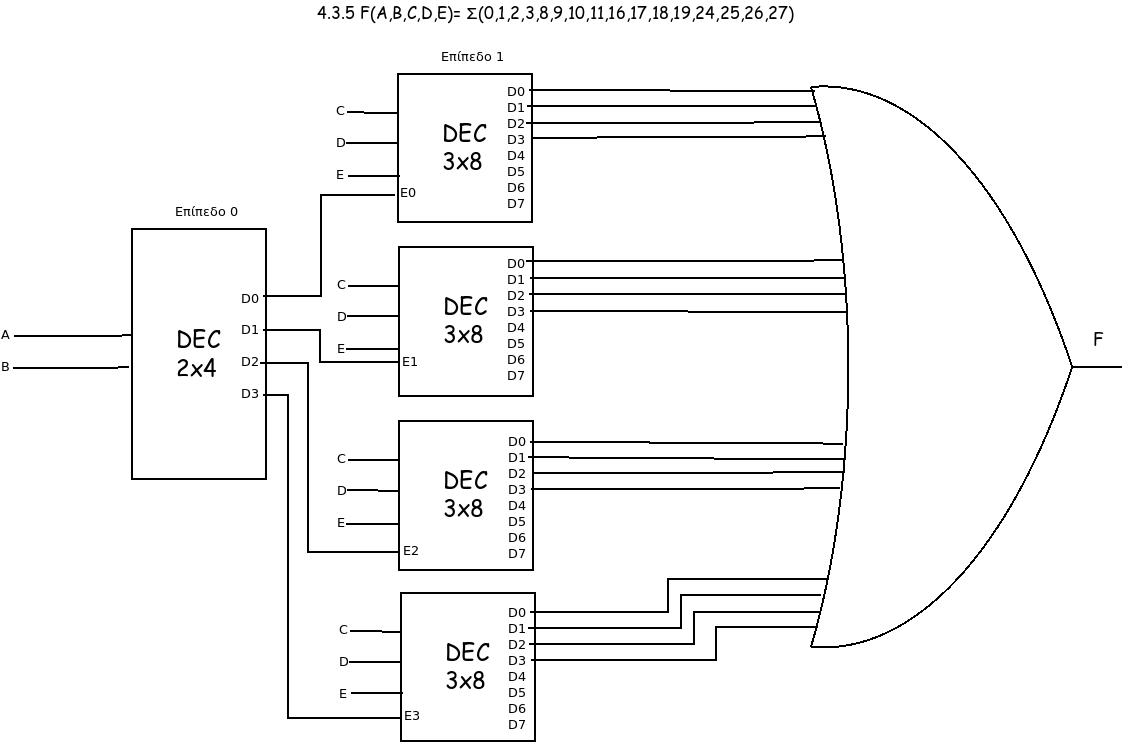 4.3.5 F(A,B,C,D,E)= Σ(0,1,2,3,8,9,10,11,16,17,18,19,24,25,26,27)
Επίπεδο 1
C
D
E
E0
DEC
3x8
D0
D1
D2
D3
D4
D5
D6
D7
Επίπεδο 0
A
B
DEC
2x4
D0
D1
D2
D3
C
D
E
E1
DEC
3x8
D0
D1
D2
D3
D4
D5
D6
D7
F
C
D
E
E2
DEC
3x8
D0
D1
D2
D3
D4
D5
D6
D7
C
D
E
E3
DEC
3x8
D0
D1
D2
D3
D4
D5
D6
D7